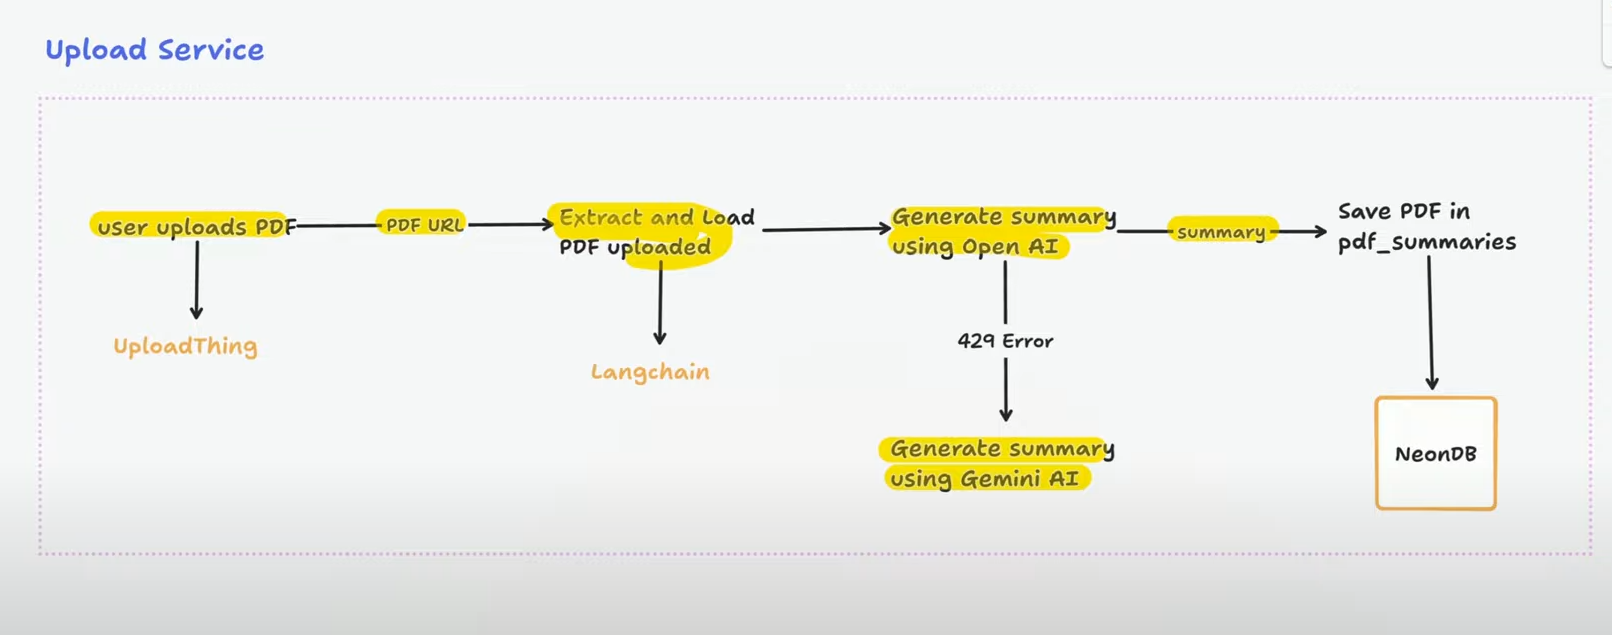 Upload Service
user uploads PDF
PDF URL
Extract and Load
PDF uploaded
Generate summary
using Open AI
summary
Save PDF in
pdf_summaries
UploadThing
Langchain
429 Error
Generate summary
using Gemini AI
NeonDB